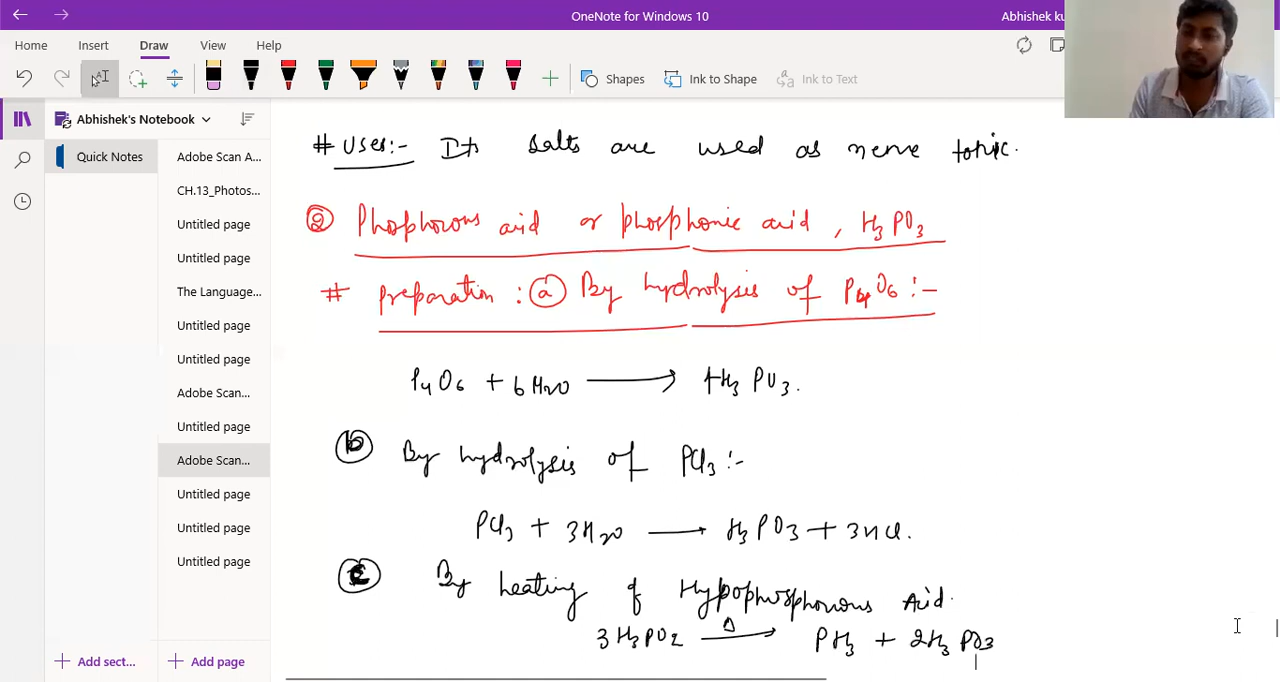 OneNote for Windows 10
Abhishek ku
Home Insert Draw View Help
Shapes Ink to Shape Ink to Text
Abhishek's Notebook
Quick Notes
Adobe Scan A...
CH.13_Photos...
Untitled page
Untitled page
The Language...
Untitled page
Untitled page
Adobe Scan...
Untitled page
Adobe Scan...
Untitled page
Untitled page
Untitled page
Add sect...
Add page
# Uses:- Its salts are used as nerve tonic.
② Phosphorous acid or phosphonic acid, H₃PO₃
# preparation : ⓐ By hydrolysis of P₄O₆ :-
P₄O₆ + 6H₂O ⟶ 4H₃PO₃.
ⓑ By hydrolysis of PCl₃ :-
PCl₃ + 3H₂O ⟶ H₃PO₃ + 3HCl.
ⓒ By heating of Hypophosphorous Acid.
3H₃PO₂ —Δ→ PH₃ + 2H₃PO₃